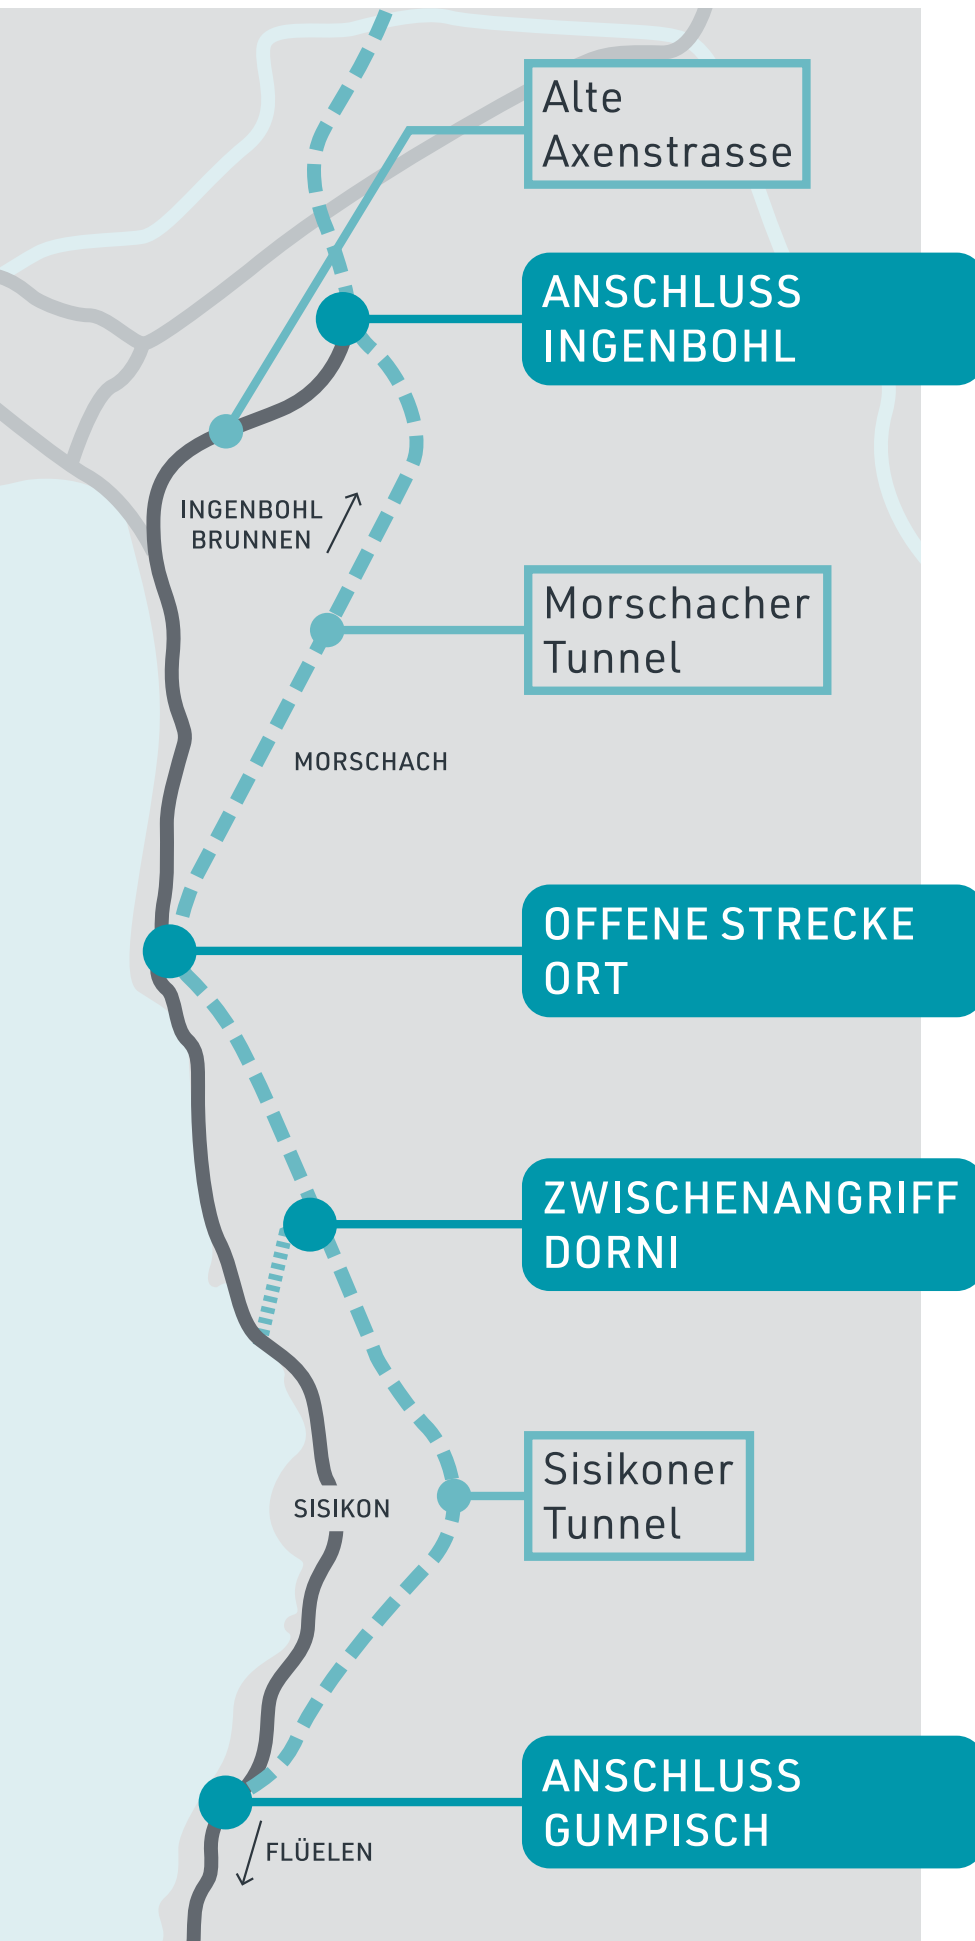 Alte
Axenstrasse
ANSCHLUSS
INGENBOHL
INGENBOHL
BRUNNEN
Morschacher
Tunnel
MORSCHACH
OFFENE STRECKE
ORT
ZWISCHENANGRIFF
DORNI
Sisikoner
Tunnel
SISIKON
ANSCHLUSS
GUMPISCH
FLÜELEN